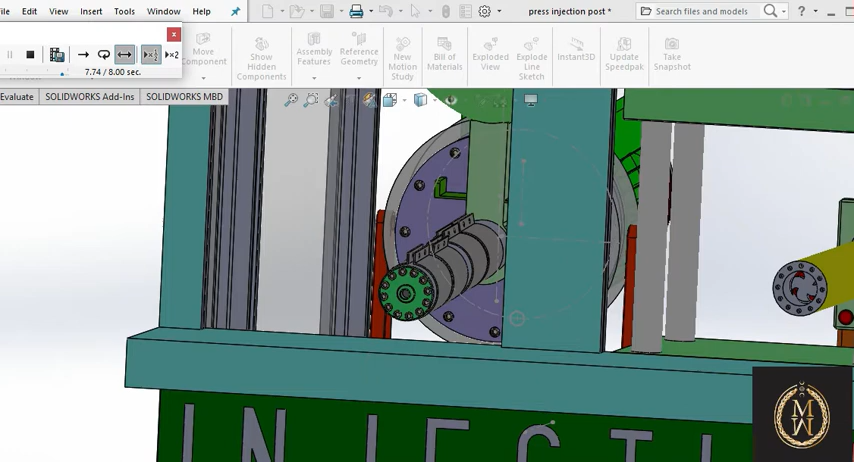 File Edit View Insert Tools Window Help
press injection post * Search files and models
7.74 / 8.00 sec.
Move Component Show Hidden Components Assembly Features Reference Geometry New Motion Study Bill of Materials Exploded View Explode Line Sketch Instant3D Update Speedpak Take Snapshot
Evaluate SOLIDWORKS Add-Ins SOLIDWORKS MBD
INJECTI
M
M